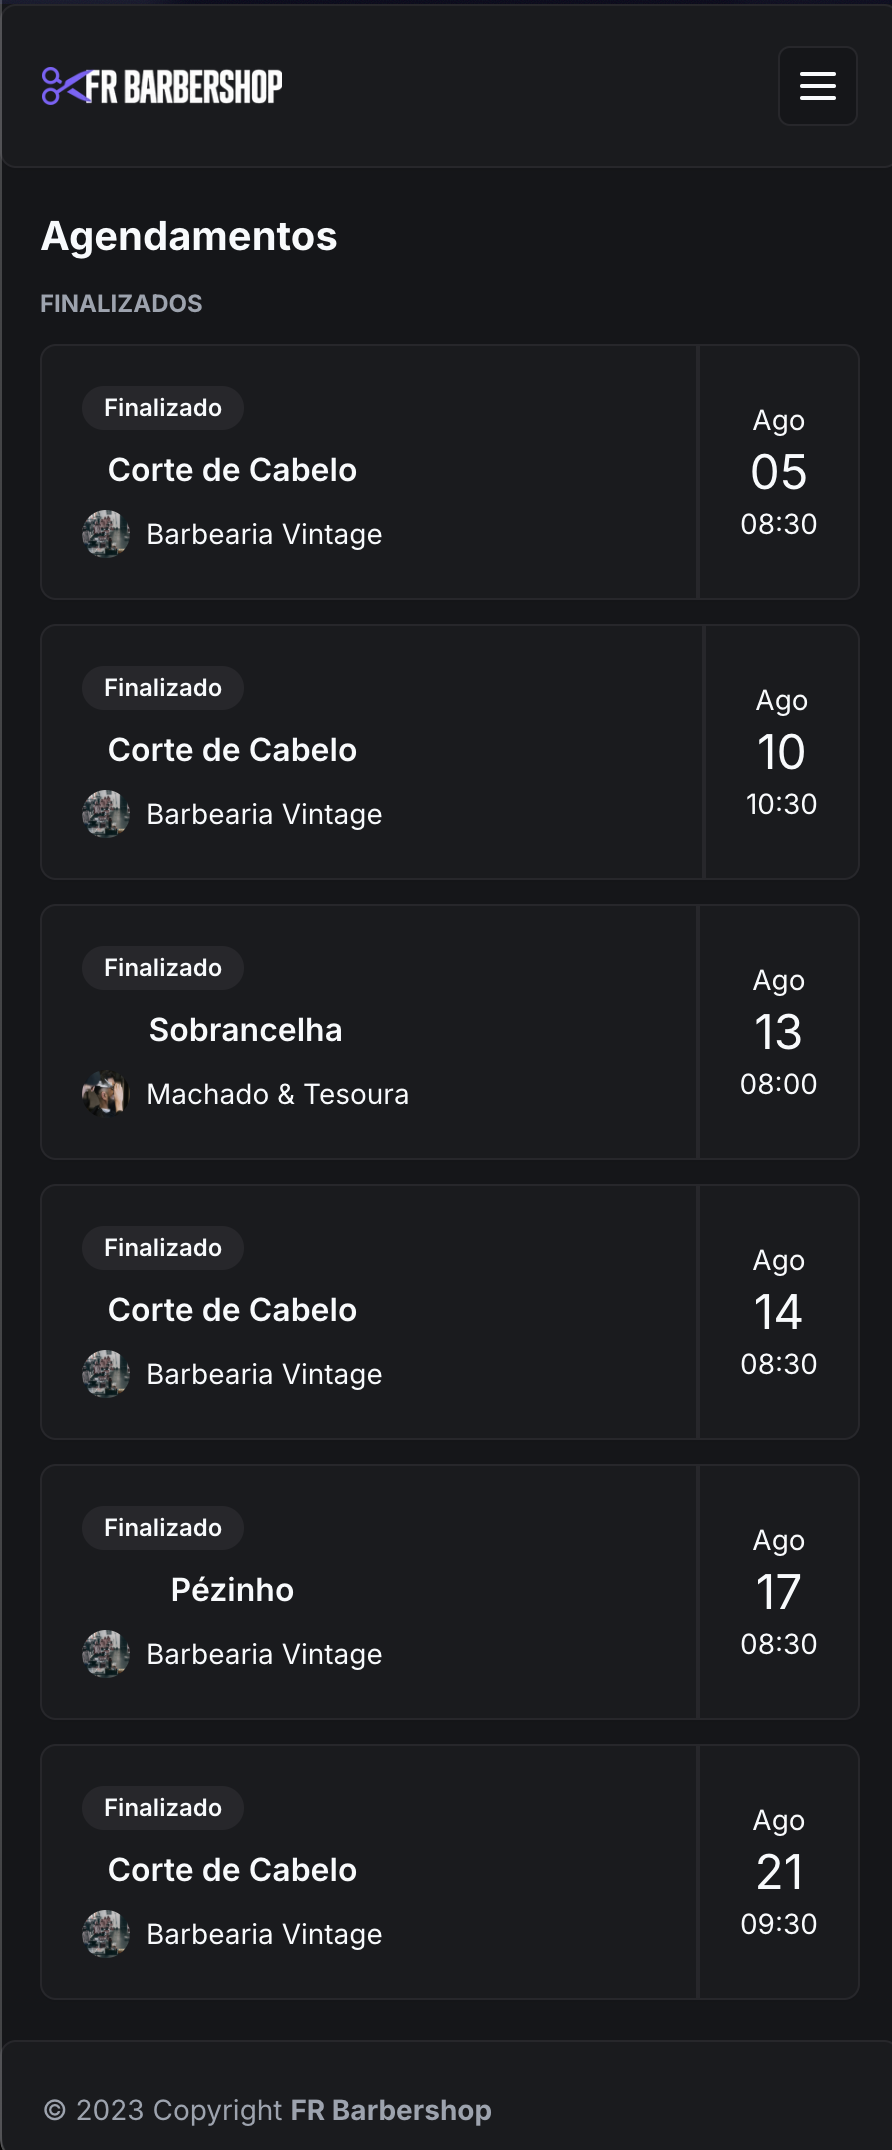 FR BARBERSHOP
Agendamentos
FINALIZADOS
Finalizado
Corte de Cabelo
Barbearia Vintage
Ago
05
08:30
Finalizado
Corte de Cabelo
Barbearia Vintage
Ago
10
10:30
Finalizado
Sobrancelha
Machado & Tesoura
Ago
13
08:00
Finalizado
Corte de Cabelo
Barbearia Vintage
Ago
14
08:30
Finalizado
Pézinho
Barbearia Vintage
Ago
17
08:30
Finalizado
Corte de Cabelo
Barbearia Vintage
Ago
21
09:30
© 2023 Copyright FR Barbershop